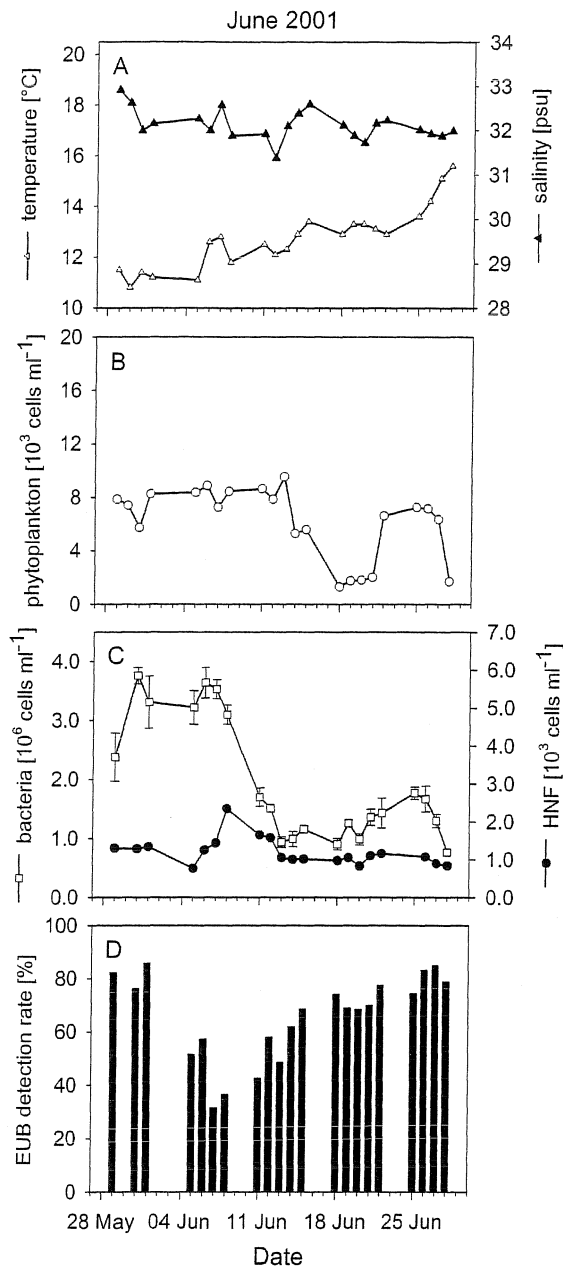 June 2001
A
temperature [°C]
20
18
16
14
12
10
salinity [psu]
34
33
32
31
30
29
28
B
phytoplankton [10³ cells ml⁻¹]
20
16
12
8
4
0
C
bacteria [10⁶ cells ml⁻¹]
4.0
3.0
2.0
1.0
0.0
HNF [10³ cells ml⁻¹]
7.0
6.0
5.0
4.0
3.0
2.0
1.0
0.0
D
EUB detection rate [%]
100
80
60
40
20
0
28 May 04 Jun 11 Jun 18 Jun 25 Jun
Date